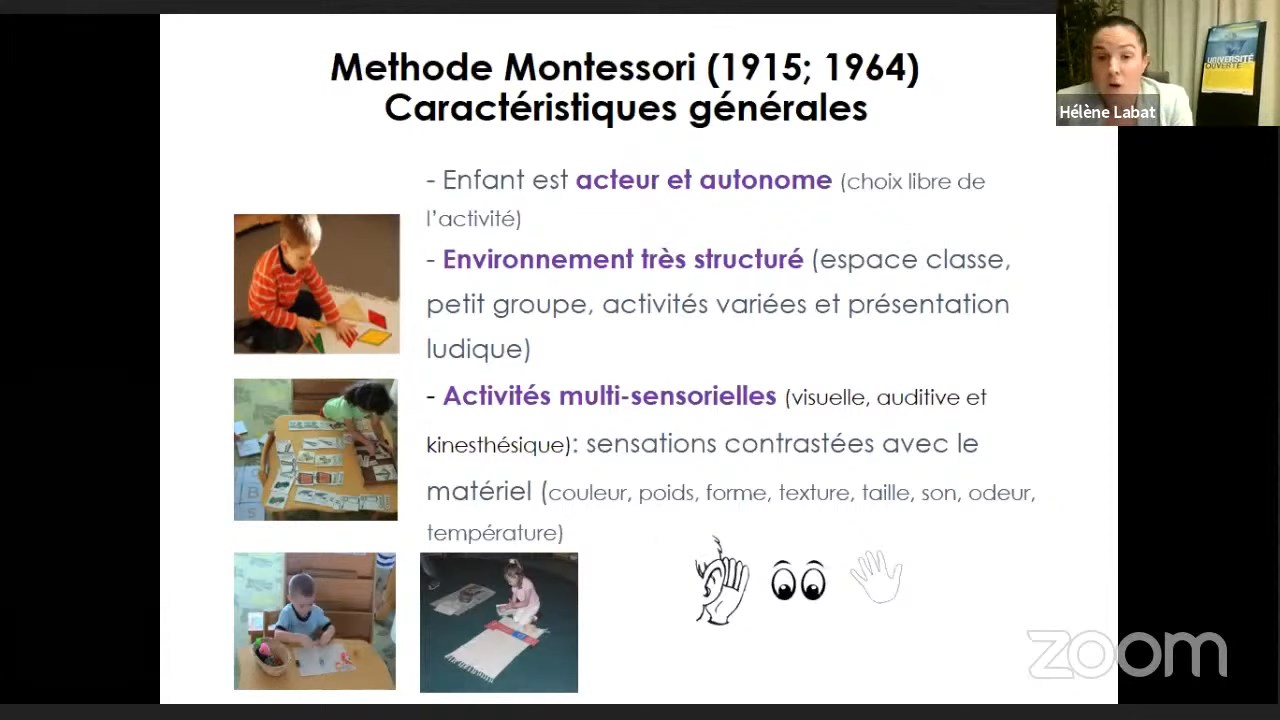 Methode Montessori (1915; 1964)
Caractéristiques générales
UNIVERSITÉ
OUVERTE
Hélène Labat
- Enfant est acteur et autonome (choix libre de
l'activité)
- Environnement très structuré (espace classe,
petit groupe, activités variées et présentation
ludique)
- Activités multi-sensorielles (visuelle, auditive et
kinesthésique): sensations contrastées avec le
matériel (couleur, poids, forme, texture, taille, son, odeur,
température)
B
S
zoom